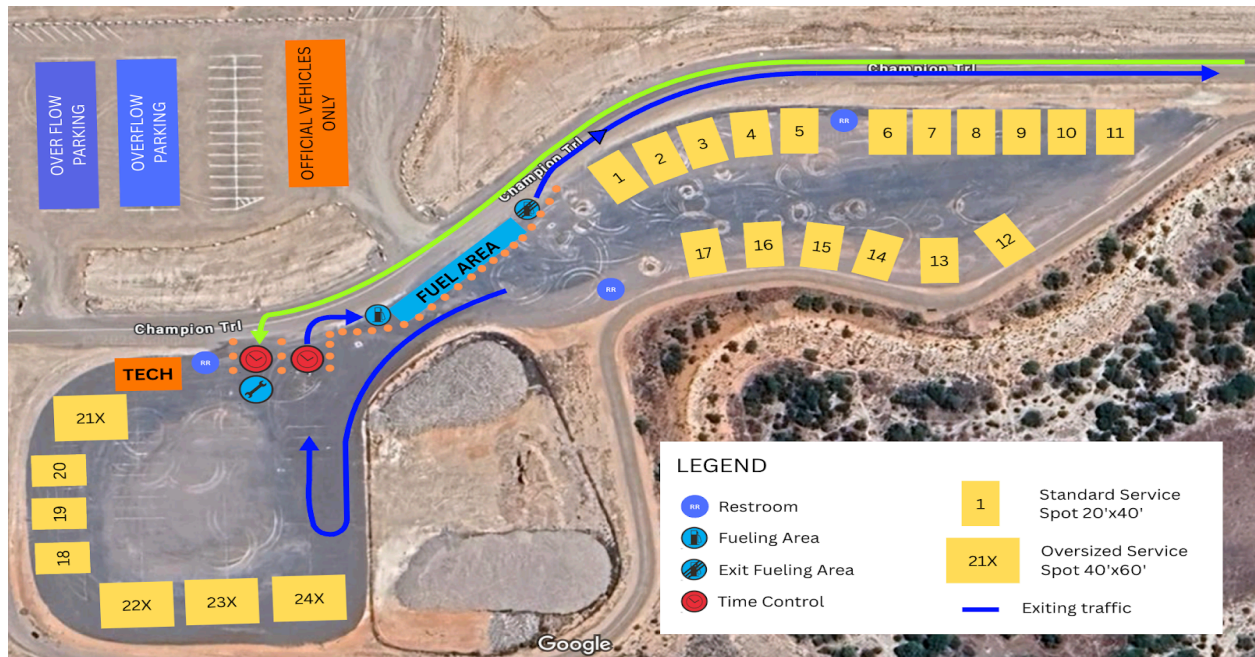 OVERFLOW
PARKING
OVERFLOW
PARKING
OFFICIAL VEHICLES
ONLY
Champion Trl
Champion Trl
Champion Trl
1
2
3
4
5
RR
6
7
8
9
10
11
17
16
15
14
13
12
RR
FUEL AREA
TECH
RR
21X
20
19
18
22X
23X
24X
Google
LEGEND
RR Restroom
Fueling Area
Exit Fueling Area
Time Control
1 Standard Service
Spot 20'x40'
21X Oversized Service
Spot 40'x60'
Exiting traffic